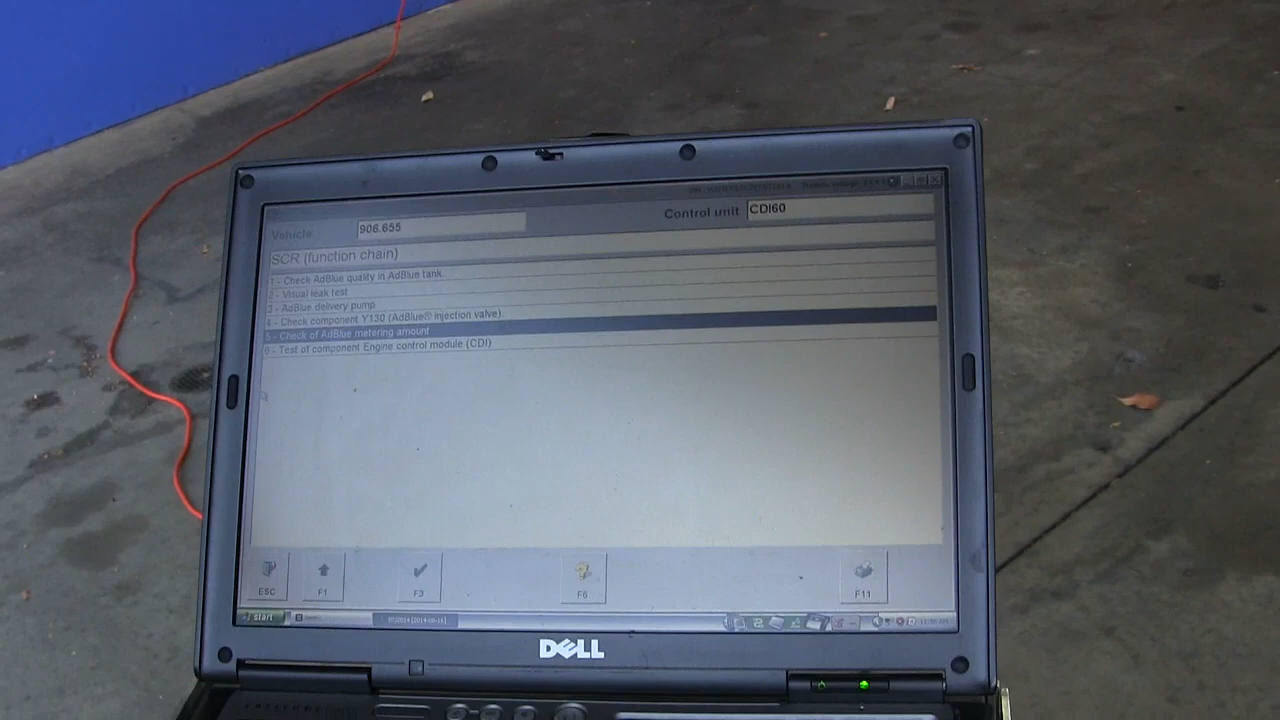 Vehicle 906.655 Control unit CDI60
SCR (function chain)
1 - Check AdBlue quality in AdBlue tank.
2 - Visual leak test
3 - AdBlue delivery pump
4 - Check component Y130 (AdBlue® injection valve).
5 - Check of AdBlue metering amount
6 - Test of component Engine control module (CDI)
ESC F1 F3 F6 F11
start
DELL